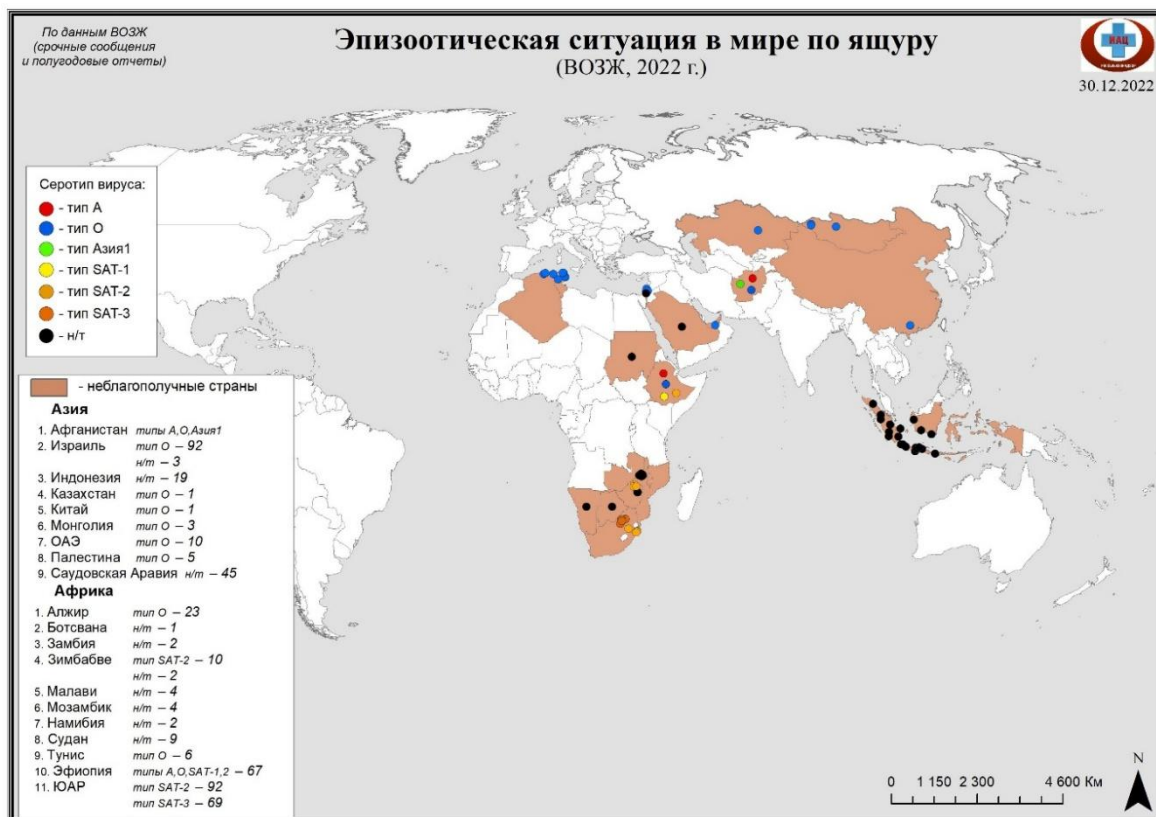 По данным ВОЗЖ
(срочные сообщения
и полугодовые отчеты)
Эпизоотическая ситуация в мире по ящуру
(ВОЗЖ, 2022 г.)
НАЦ
30.12.2022
Серотип вируса:
- тип А
- тип О
- тип Азия1
- тип SAT-1
- тип SAT-2
- тип SAT-3
- н/т
- неблагополучные страны
Азия
1. Афганистан типы А,О,Азия1
2. Израиль тип О – 92
н/т – 3
3. Индонезия н/т – 19
4. Казахстан тип О – 1
5. Китай тип О – 1
6. Монголия тип О – 3
7. ОАЭ тип О – 10
8. Палестина тип О – 5
9. Саудовская Аравия н/т – 45
Африка
1. Алжир тип О – 23
2. Ботсвана н/т – 1
3. Замбия н/т – 2
4. Зимбабве тип SAT-2 – 10
н/т – 2
5. Малави н/т – 4
6. Мозамбик н/т – 4
7. Намибия н/т – 2
8. Судан н/т – 9
9. Тунис тип О – 6
10. Эфиопия типы А,О,SAT-1,2 – 67
11. ЮАР тип SAT-2 – 92
тип SAT-3 – 69
N
0 1 150 2 300 4 600 Км